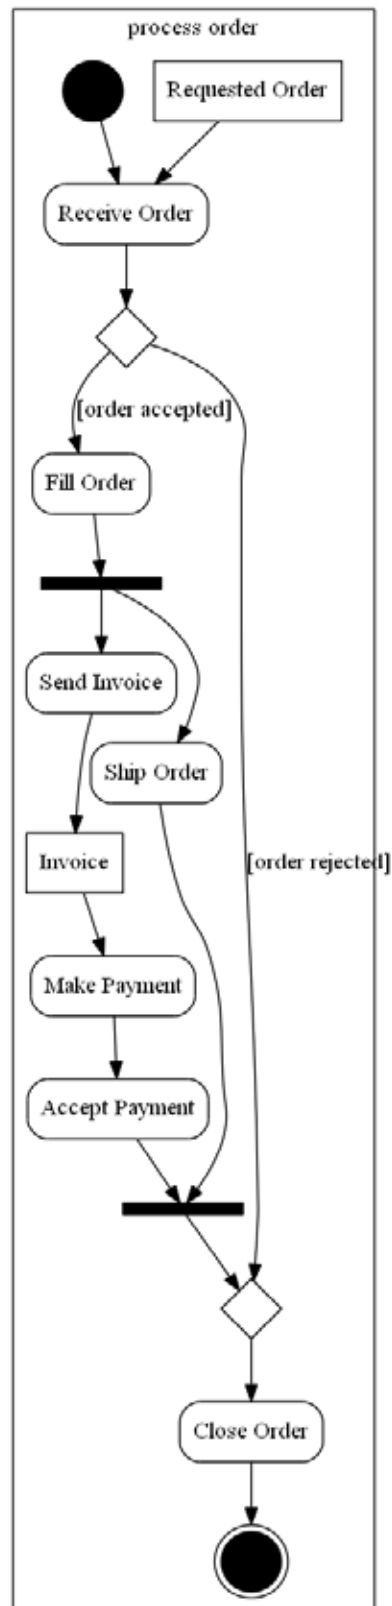 process order
Requested Order
Receive Order
[order accepted]
Fill Order
Send Invoice
Ship Order
Invoice
[order rejected]
Make Payment
Accept Payment
Close Order